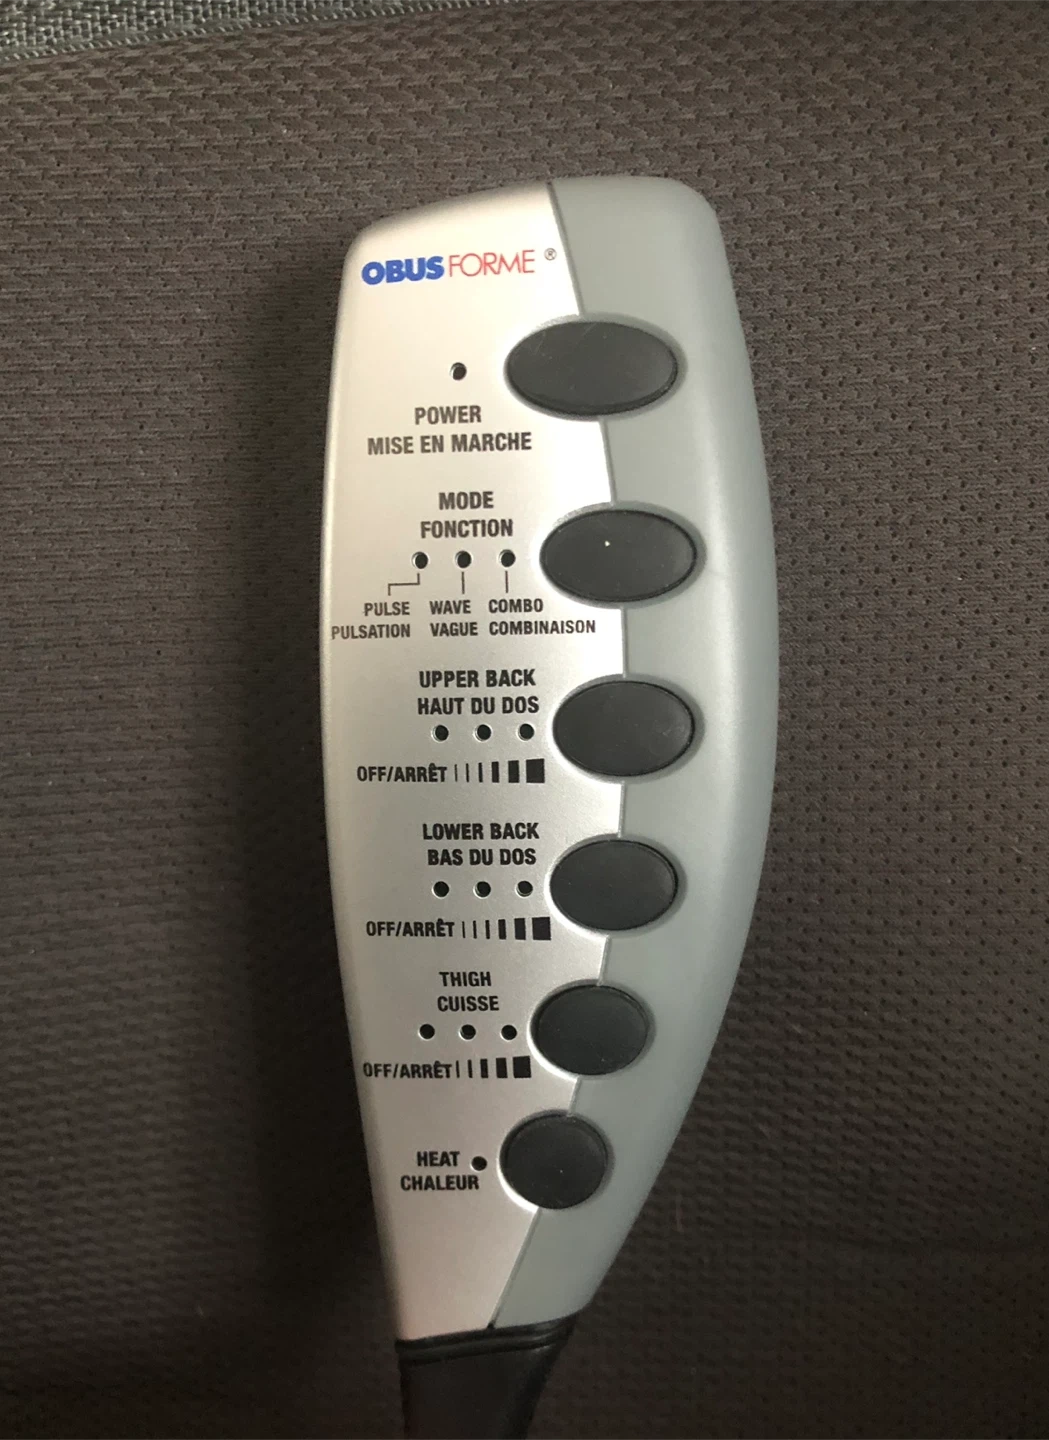 OBUSFORME ®
POWER
MISE EN MARCHE
MODE
FONCTION
PULSE WAVE COMBO
PULSATION VAGUE COMBINAISON
UPPER BACK
HAUT DU DOS
OFF/ARRÊT
LOWER BACK
BAS DU DOS
OFF/ARRÊT
THIGH
CUISSE
OFF/ARRÊT
HEAT
CHALEUR